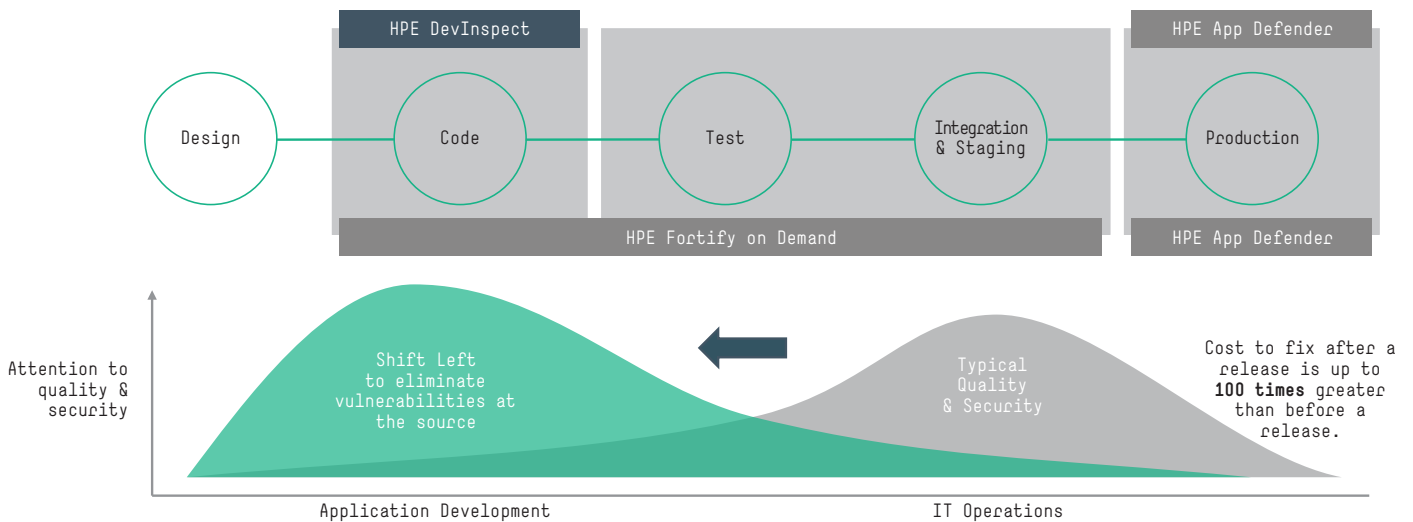 HPE DevInspect
HPE App Defender
Design
Code
Test
Integration
& Staging
Production
HPE Fortify on Demand
HPE App Defender
Attention to
quality &
security
Shift Left
to eliminate
vulnerabilities at
the source
Typical
Quality
& Security
Cost to fix after a
release is up to
100 times greater
than before a
release.
Application Development
IT Operations